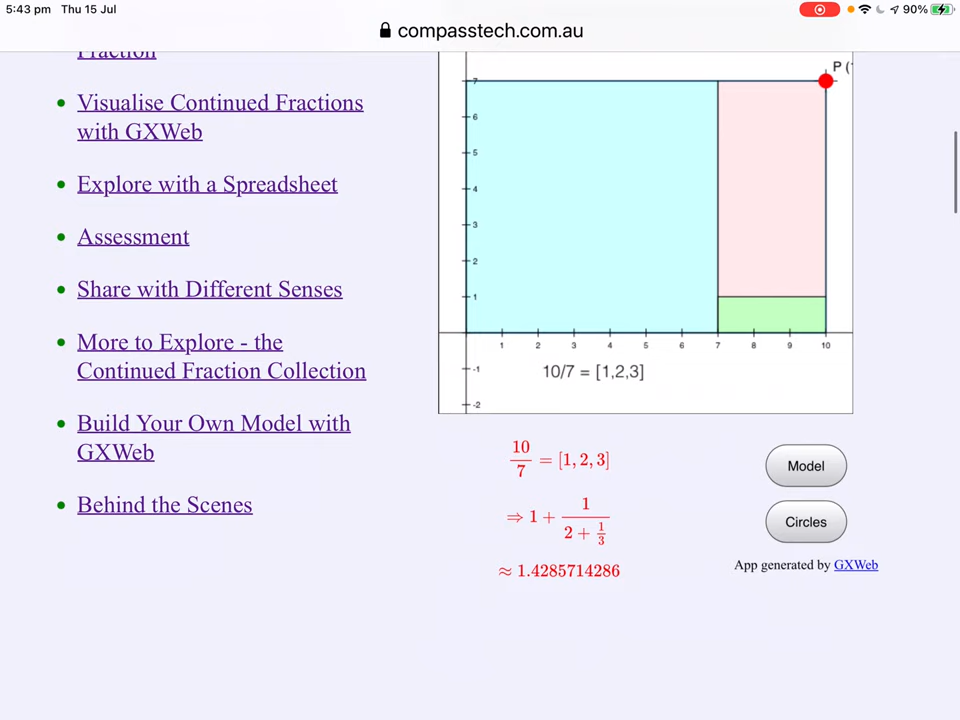 5:43 pm Thu 15 Jul
90%
compasstech.com.au
Fraction
Visualise Continued Fractions
with GXWeb
Explore with a Spreadsheet
Assessment
Share with Different Senses
More to Explore - the
Continued Fraction Collection
Build Your Own Model with
GXWeb
Behind the Scenes
P (
7
6
5
4
3
2
1
1 2 3 4 5 6 7 8 9 10
-1
-2
10/7 = [1,2,3]
10/7 = [1, 2, 3]
⇒ 1 + 1/(2 + 1/3)
≈ 1.4285714286
Model
Circles
App generated by GXWeb